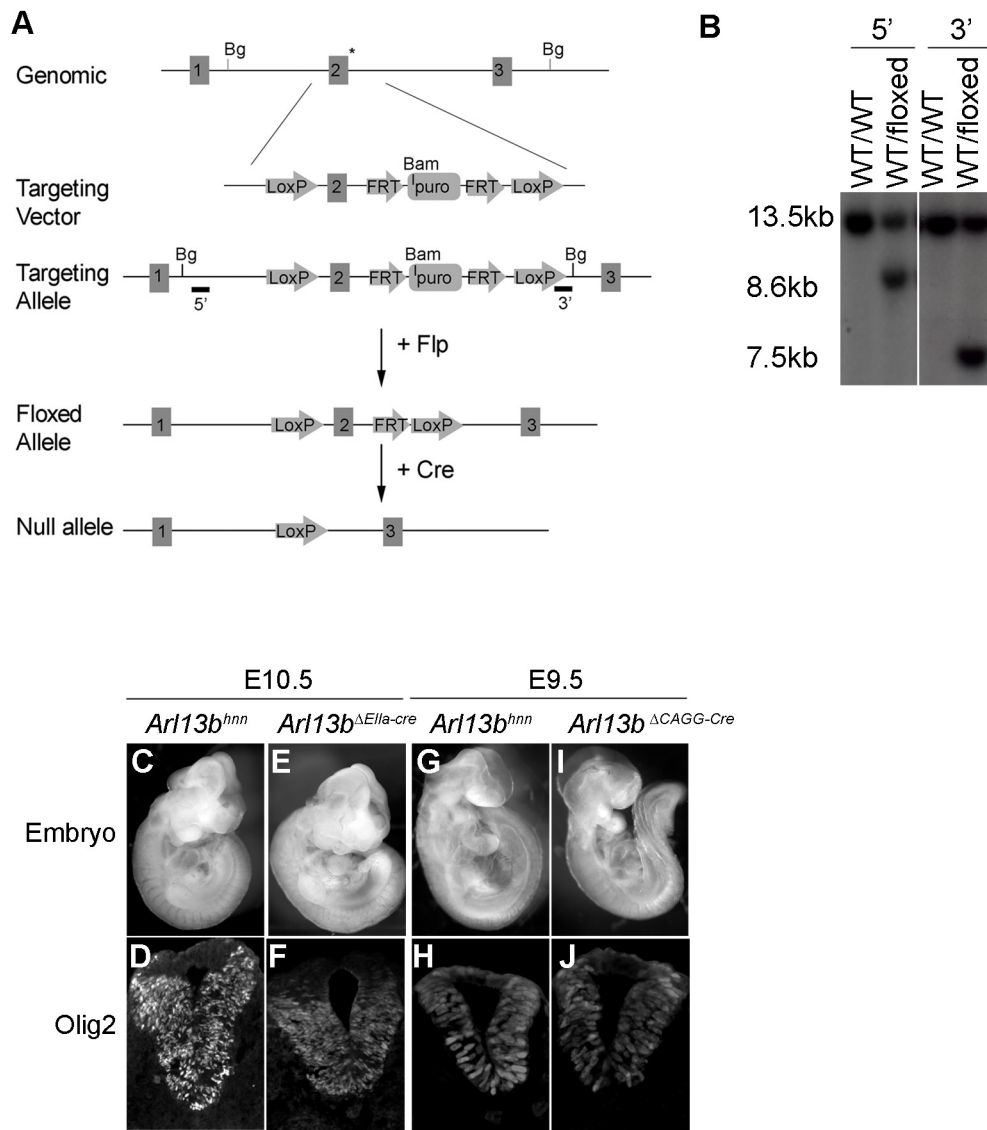 A
Genomic
1
Bg
2
*
3
Bg
Targeting
Vector
LoxP
2
FRT
Bam
puro
FRT
LoxP
Targeting
Allele
1
Bg
5'
LoxP
2
FRT
Bam
puro
FRT
LoxP
Bg
3'
3
+ Flp
Floxed
Allele
1
LoxP
2
FRT
LoxP
3
+ Cre
Null allele
1
LoxP
3
B
5' 3'
WT/WT
WT/floxed
WT/WT
WT/floxed
13.5kb
8.6kb
7.5kb
E10.5 E9.5
Arl13b hnn Arl13b ΔEIIa-cre Arl13b hnn Arl13b ΔCAGG-Cre
C E G I
Embryo
D F H J
Olig2